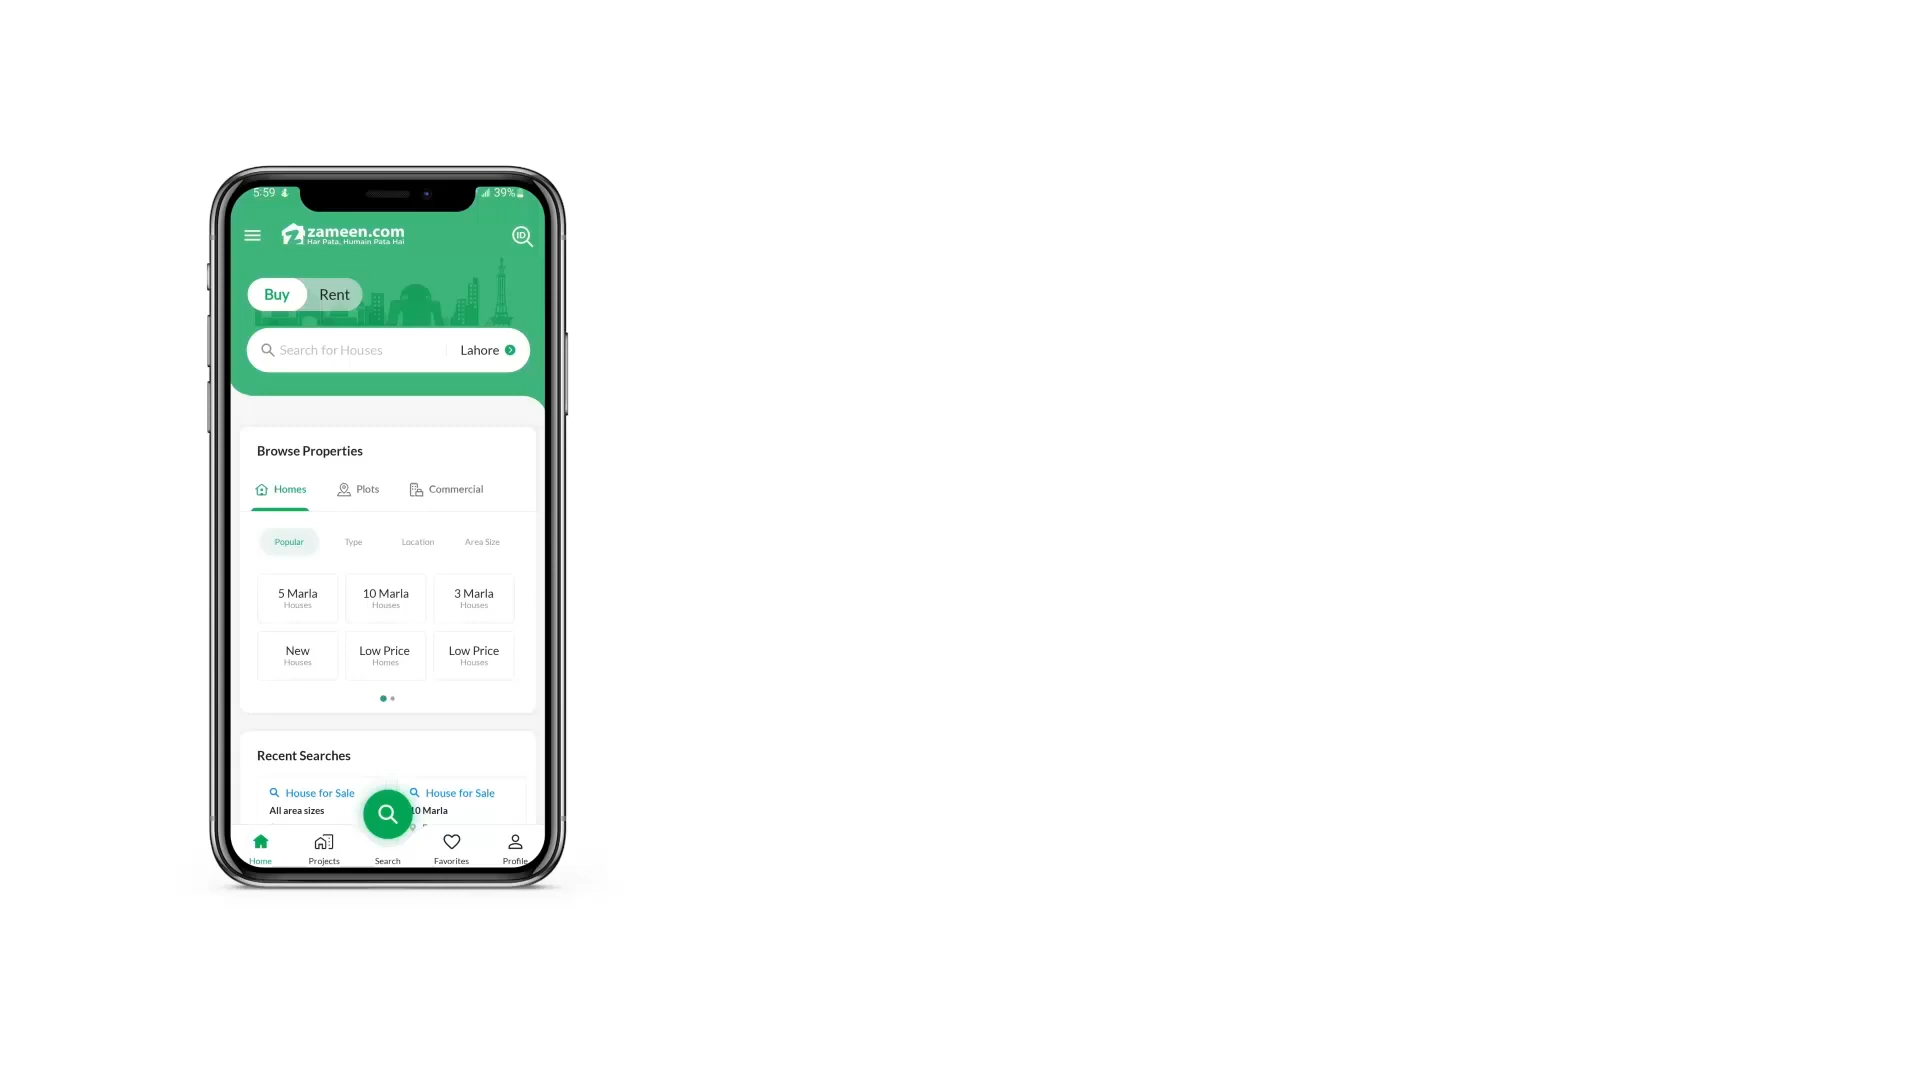 5:59
39%
zameen.com
Har Pata, Humain Pata Hai
ID
Buy Rent
Search for Houses Lahore
Browse Properties
Homes Plots Commercial
Popular Type Location Area Size
5 Marla 10 Marla 3 Marla
Houses Houses Houses
New Low Price Low Price
Houses Homes Houses
Recent Searches
House for Sale House for Sale
All area sizes 10 Marla
Home Projects Search Favorites Profile